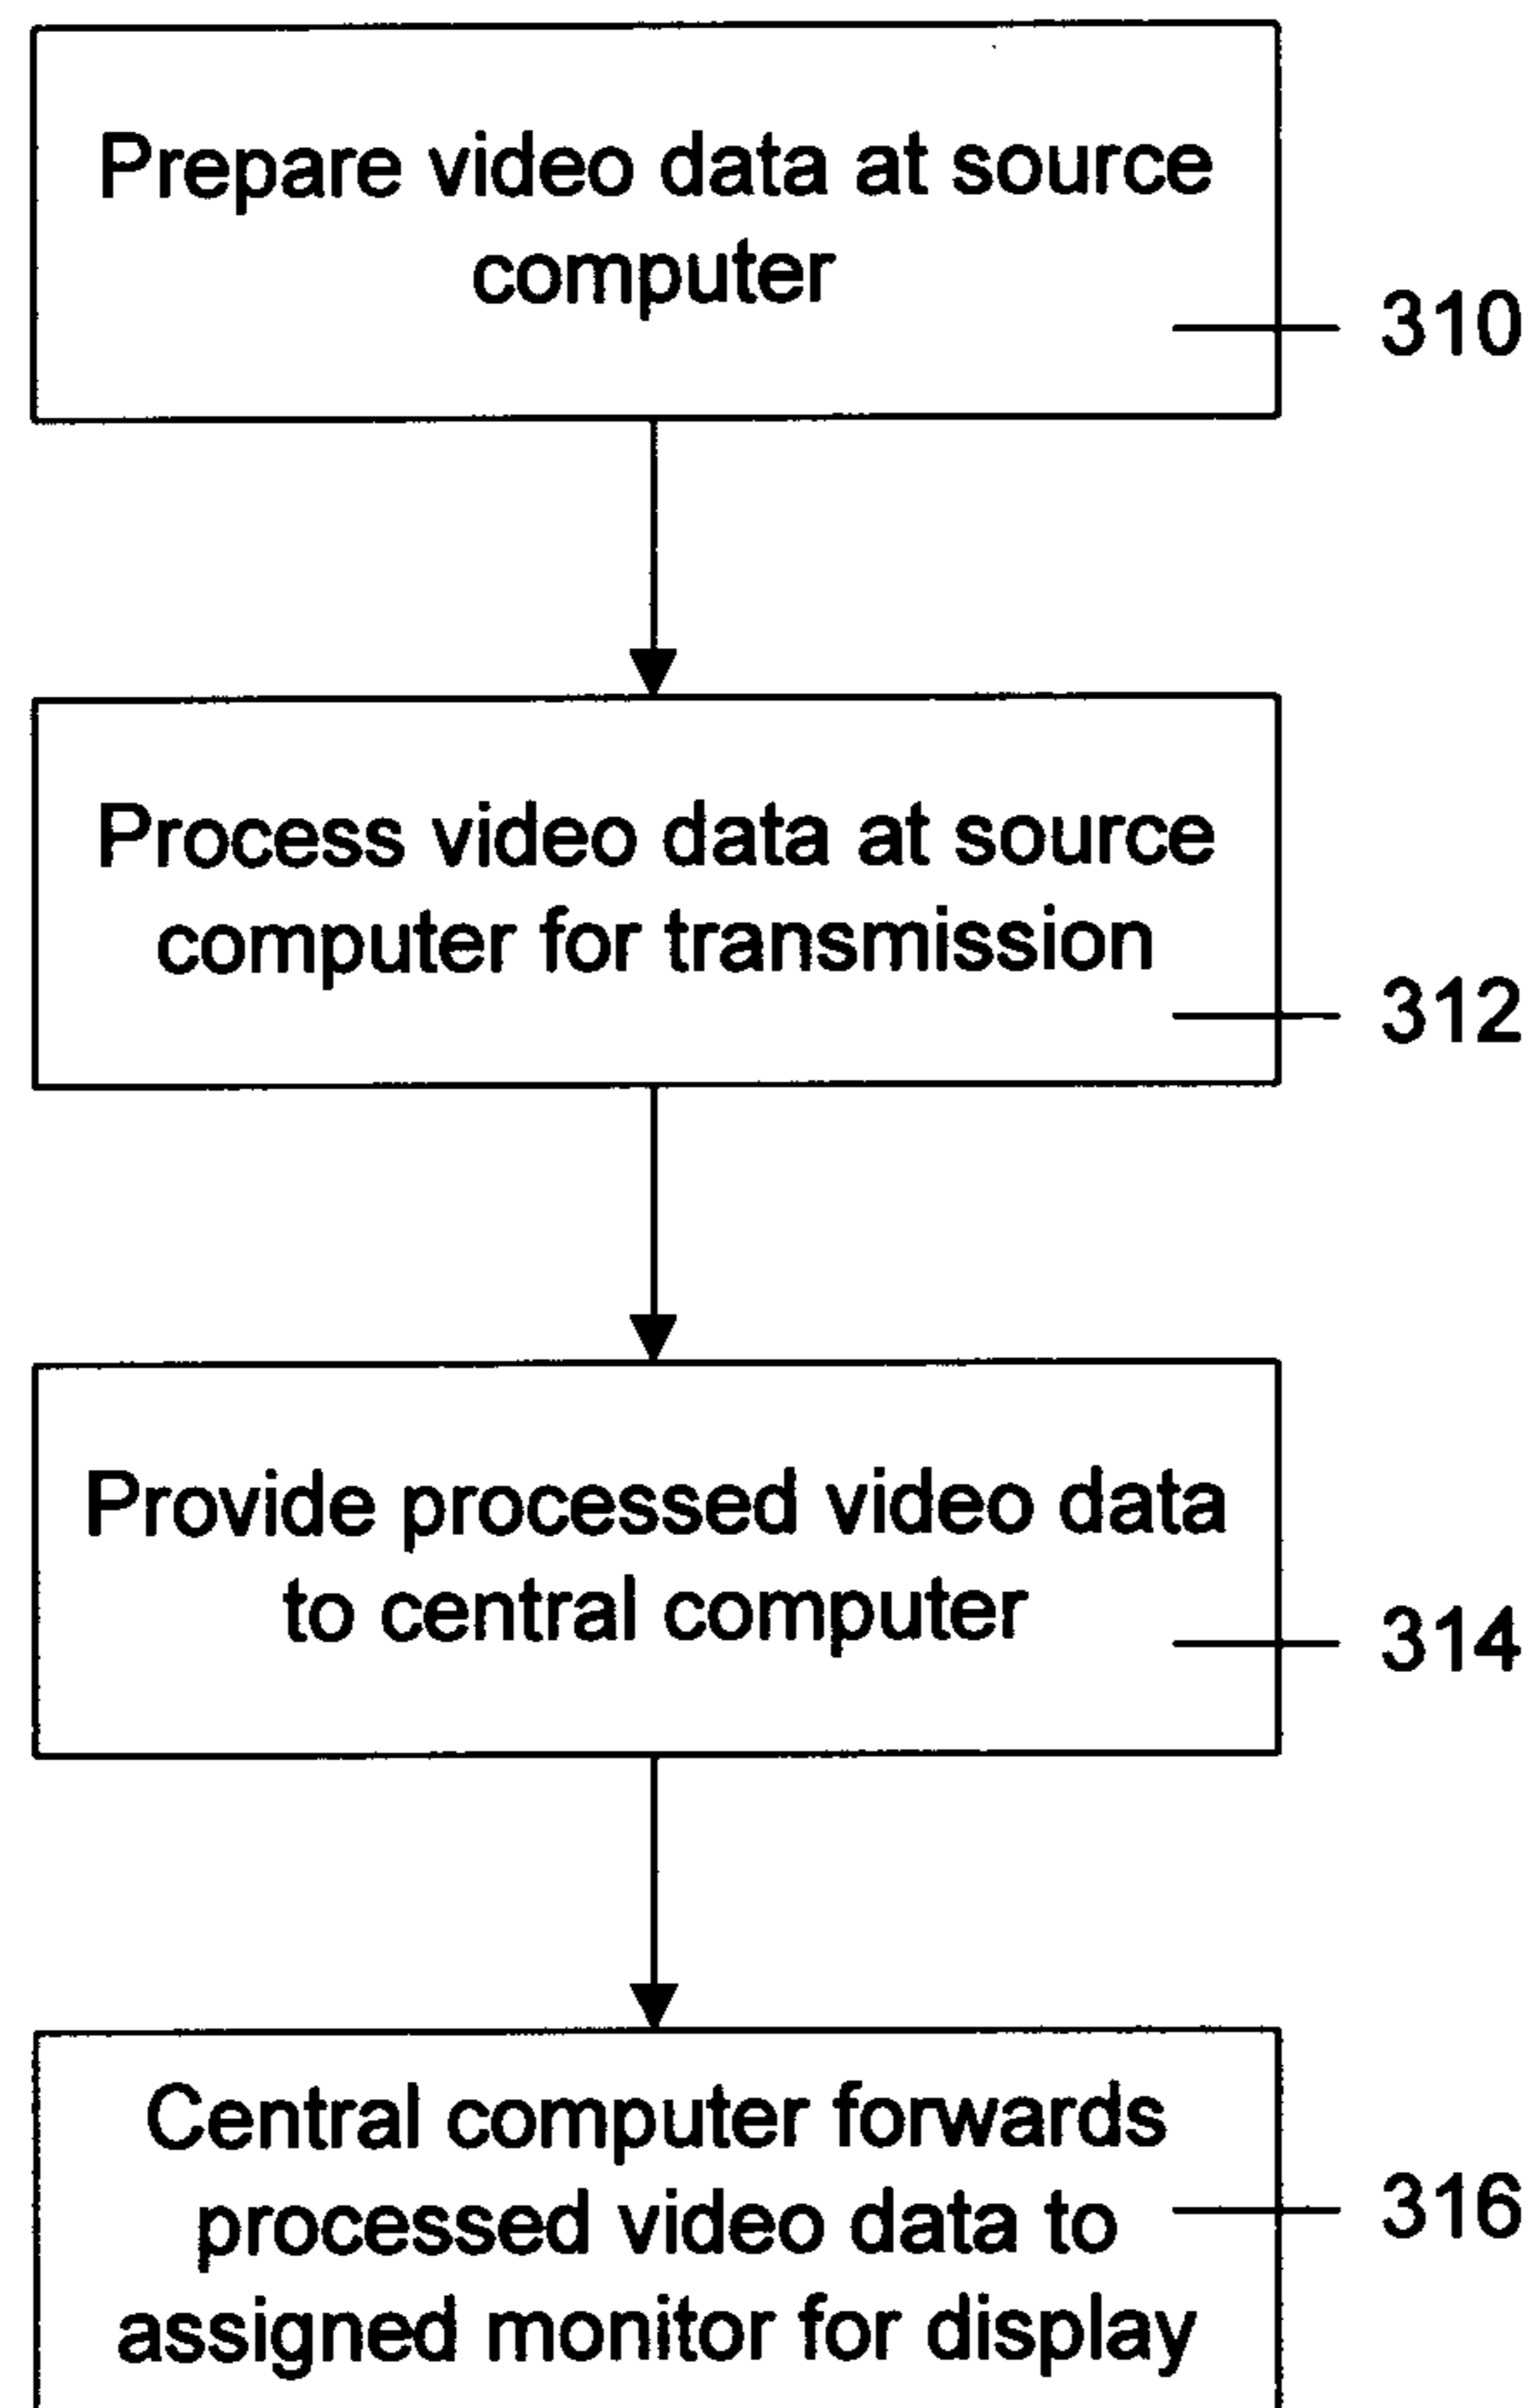 Prepare video data at source
computer
310
Process video data at source
computer for transmission
312
Provide processed video data
to central computer
314
Central computer forwards
processed video data to
316
assigned monitor for display